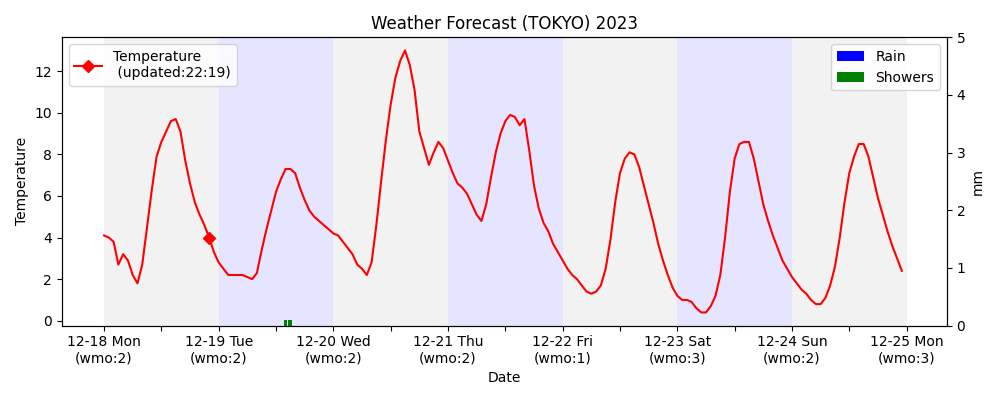 Weather Forecast (TOKYO) 2023
Temperature
(updated:22:19)
Rain
Showers
Temperature
12
10
8
6
4
2
0
5
4
3
2
1
0
mm
12-18 Mon
(wmo:2)
12-19 Tue
(wmo:2)
12-20 Wed
(wmo:2)
12-21 Thu
(wmo:2)
12-22 Fri
(wmo:1)
12-23 Sat
(wmo:3)
12-24 Sun
(wmo:2)
12-25 Mon
(wmo:3)
Date